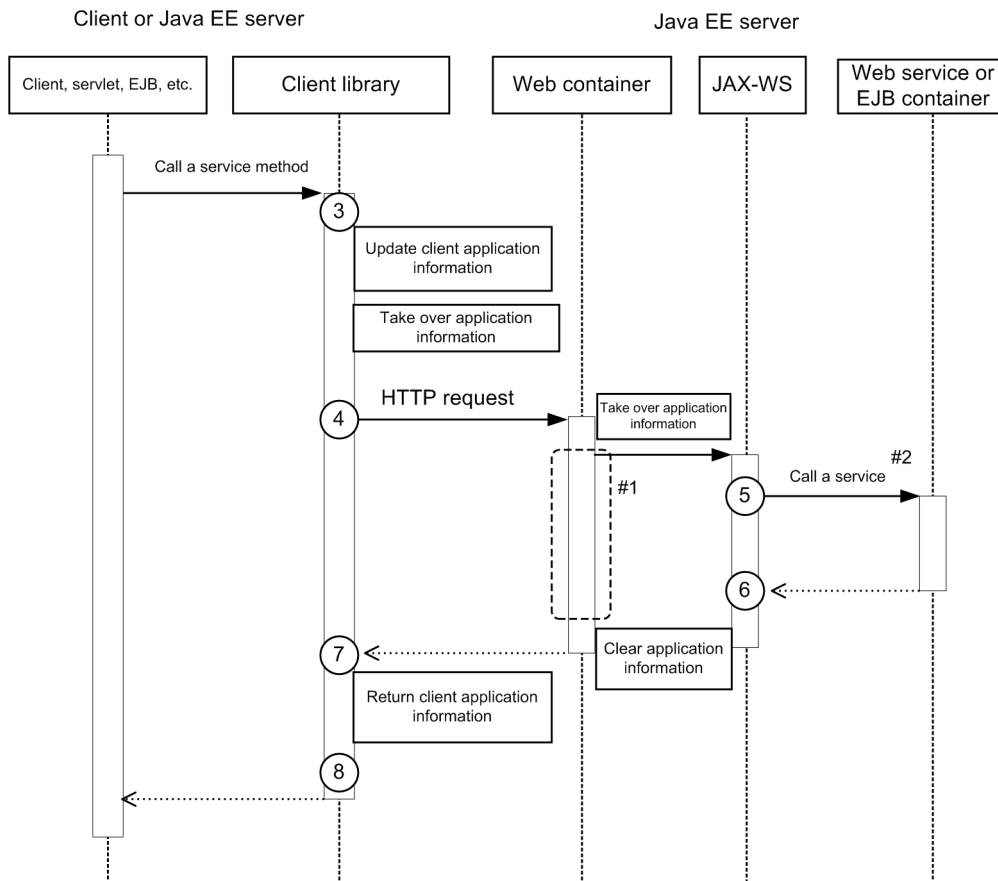 Client or Java EE server
Java EE server
Client, servlet, EJB, etc.
Client library
Web container
JAX-WS
Web service or
EJB container
Call a service method
3
Update client application
information
Take over application
information
4
HTTP request
Take over application
information
#1
5
Call a service
#2
6
7
Clear application
information
Return client application
information
8